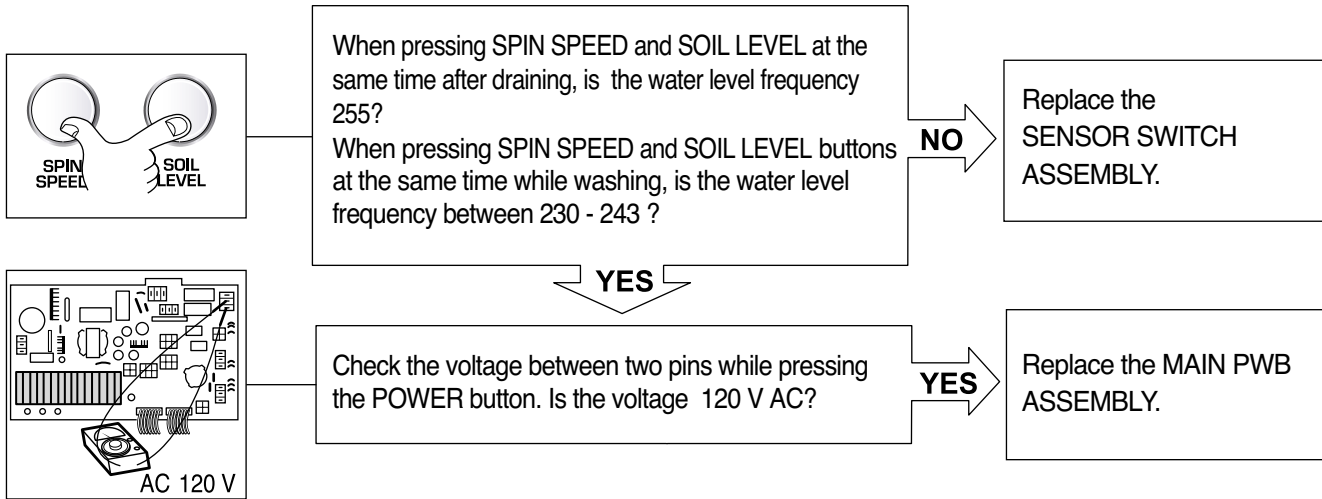 When pressing SPIN SPEED and SOIL LEVEL at the
same time after draining, is the water level frequency
255?
When pressing SPIN SPEED and SOIL LEVEL buttons
at the same time while washing, is the water level
frequency between 230 - 243 ?
SPIN
SPEED
SOIL
LEVEL
NO
Replace the
SENSOR SWITCH
ASSEMBLY.
YES
AC 120 V
Check the voltage between two pins while pressing
the POWER button. Is the voltage 120 V AC?
YES
Replace the MAIN PWB
ASSEMBLY.